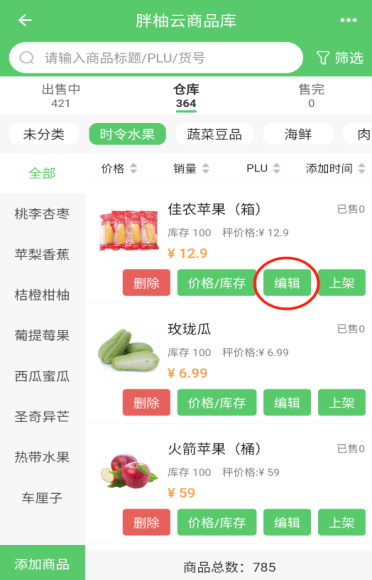 胖柚云商品库
请输入商品标题/PLU/货号 筛选
出售中 仓库 售完
421 364 0
未分类 时令水果 蔬菜豆品 海鲜 肉
全部 价格 销量 PLU 添加时间
桃李杏枣
苹梨香蕉
桔橙柑柚
葡提莓果
西瓜蜜瓜
圣奇异芒
热带水果
车厘子
添加商品
佳农苹果（箱） 已售0
库存 100 秤价格:¥ 12.9
¥ 12.9
删除 价格/库存 编辑 上架
玫珑瓜 已售0
库存 100 秤价格:¥ 6.99
¥ 6.99
删除 价格/库存 编辑 上架
火箭苹果（桶） 已售0
库存 100 秤价格:¥ 59
¥ 59
删除 价格/库存 编辑 上架
商品总数：785